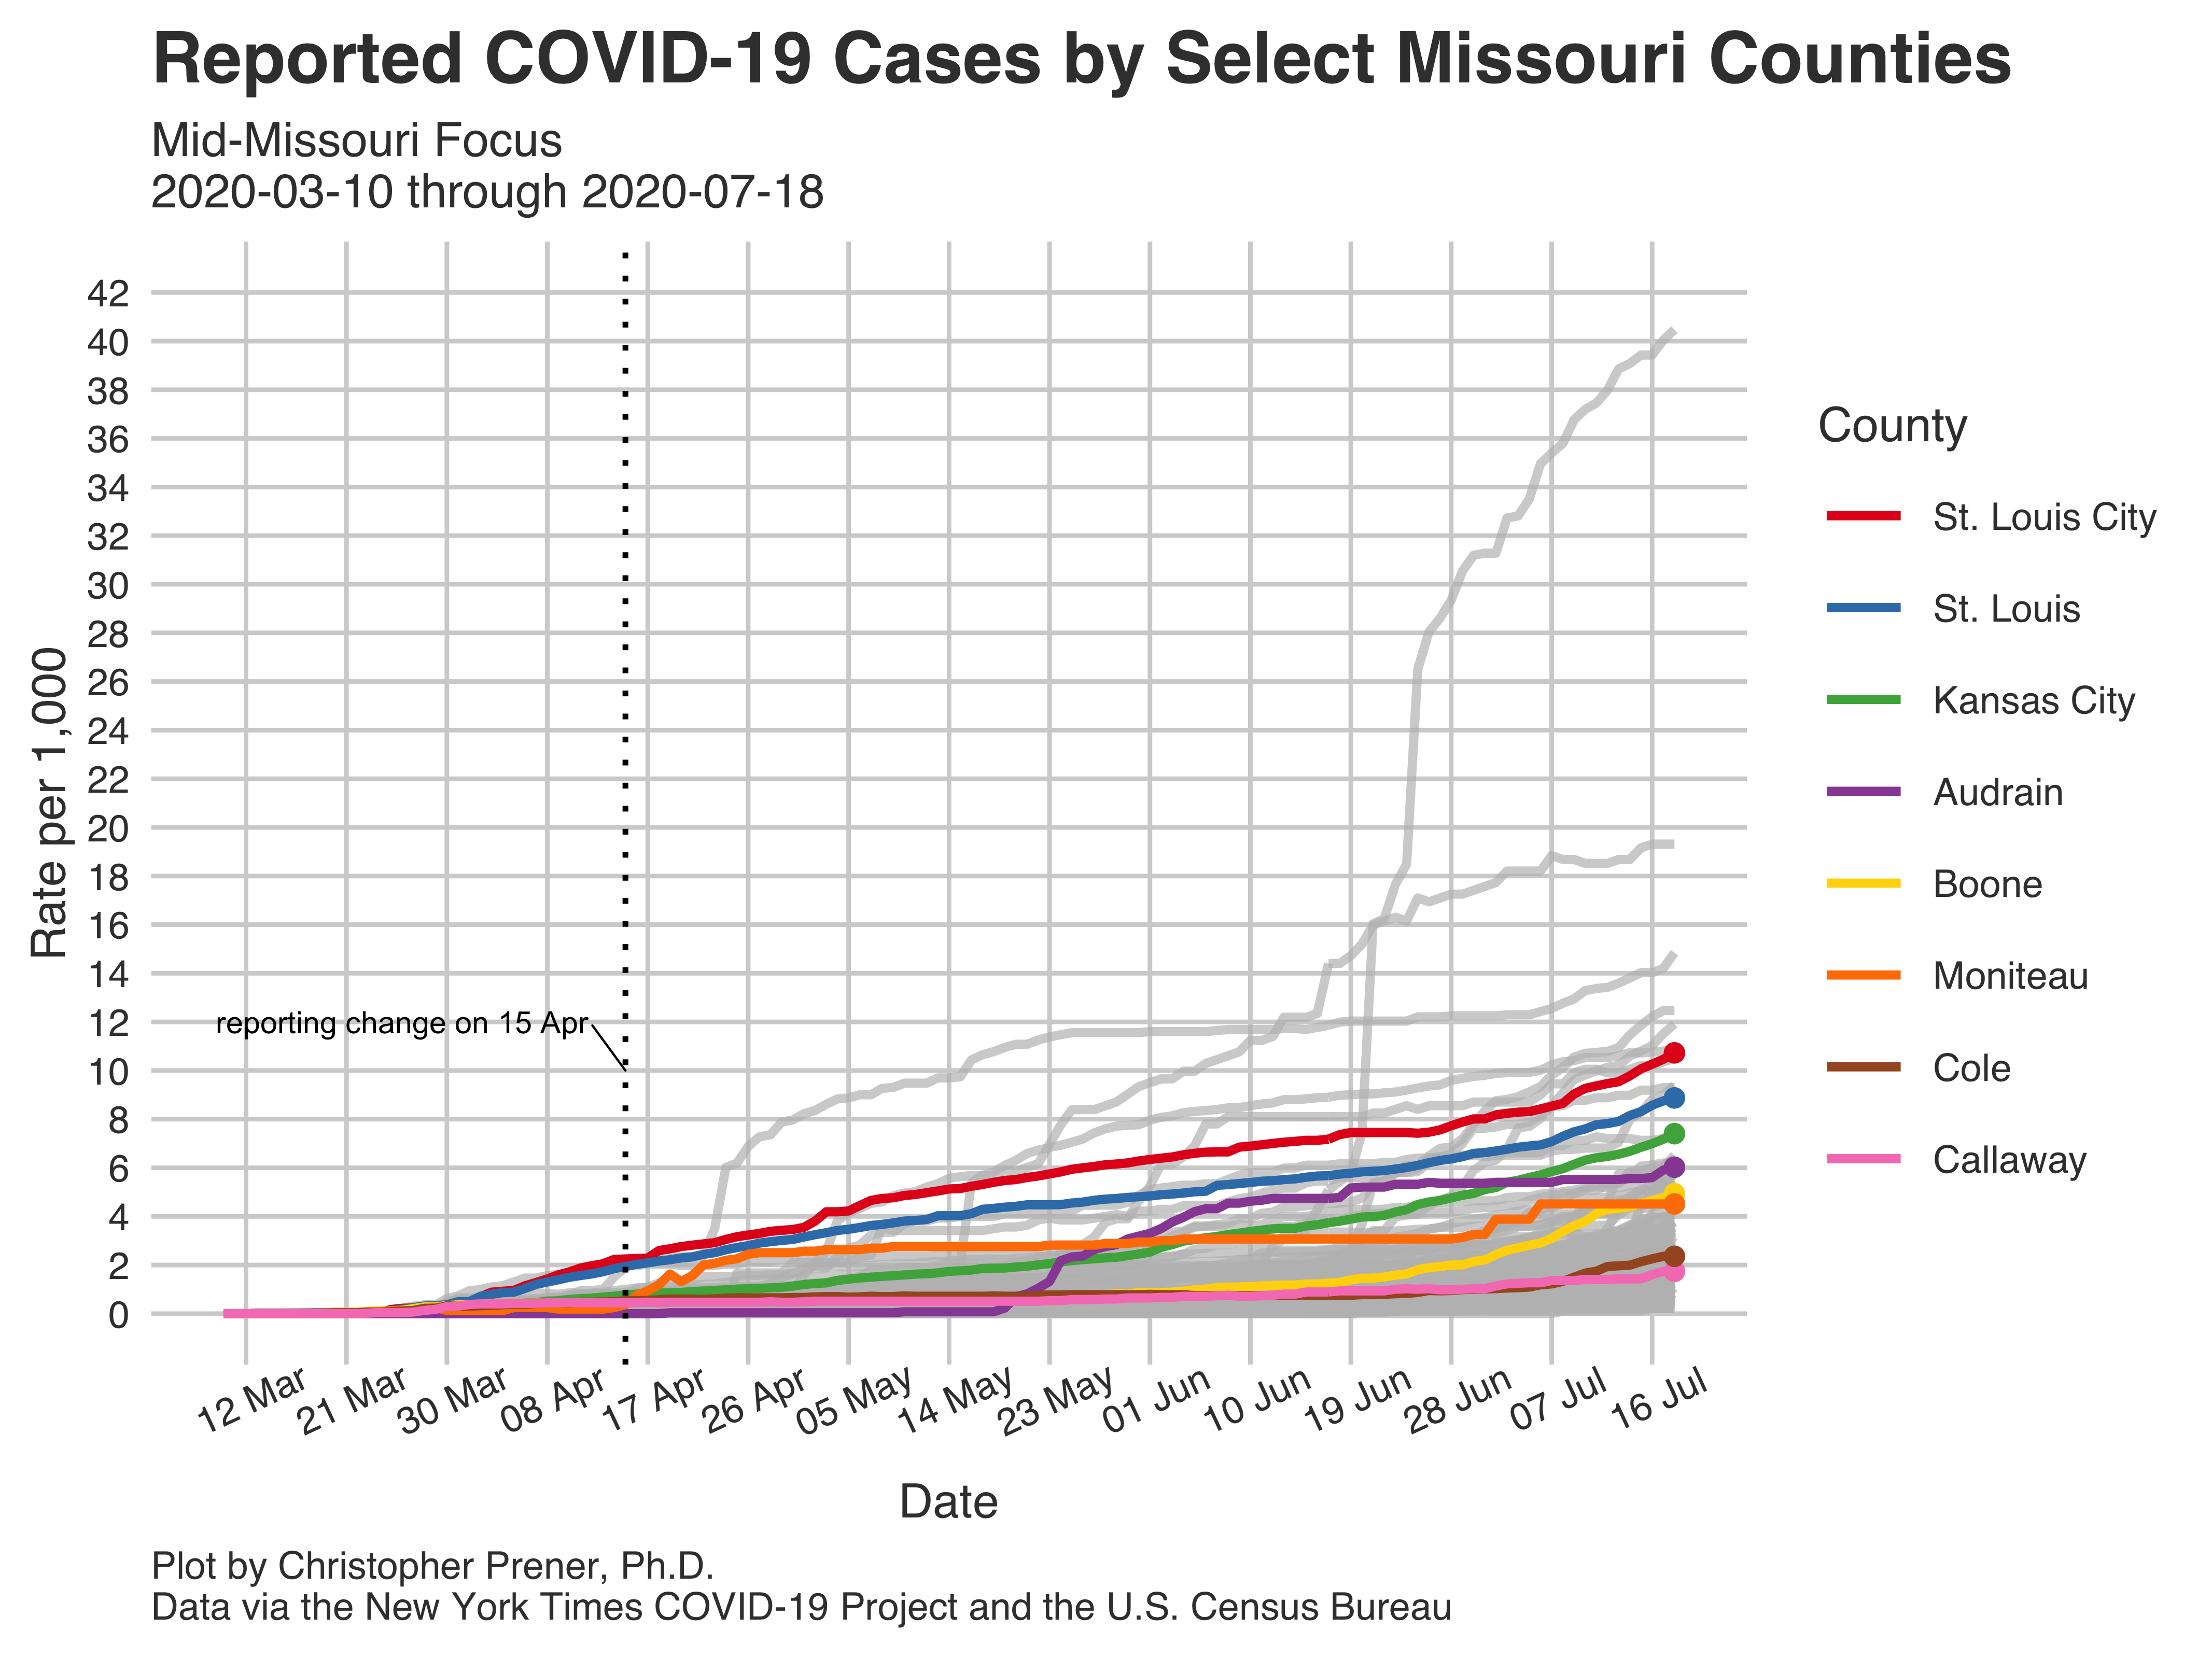 Reported COVID-19 Cases by Select Missouri Counties
Mid-Missouri Focus
2020-03-10 through 2020-07-18
42
40
38
36
34
32
30
28
26
24
22
20
18
16
14
12
10
8
6
4
2
0
Rate per 1,000
reporting change on 15 Apr
12 Mar
21 Mar
30 Mar
08 Apr
17 Apr
26 Apr
05 May
14 May
23 May
01 Jun
10 Jun
19 Jun
28 Jun
07 Jul
16 Jul
Date
County
St. Louis City
St. Louis
Kansas City
Audrain
Boone
Moniteau
Cole
Callaway
Plot by Christopher Prener, Ph.D.
Data via the New York Times COVID-19 Project and the U.S. Census Bureau